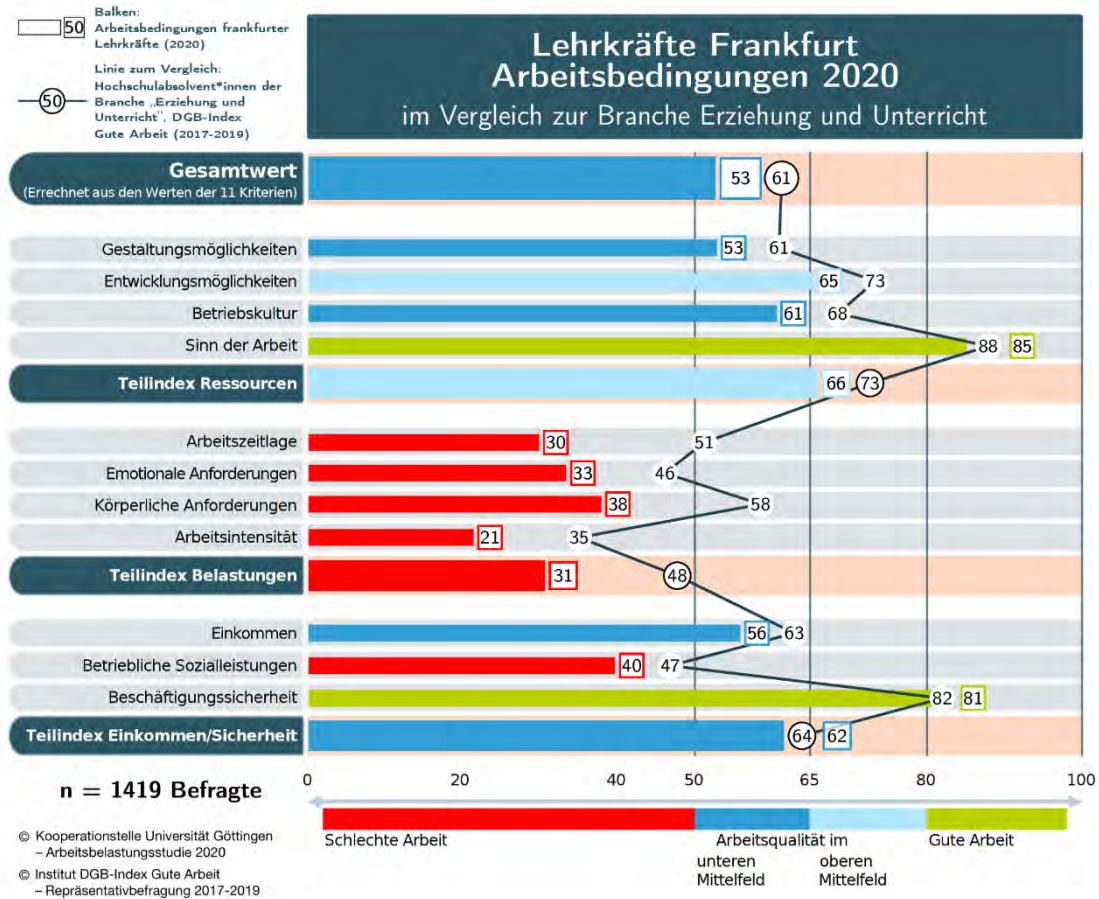 Balken:
50 Arbeitsbedingungen frankfurter
Lehrkräfte (2020)
Linie zum Vergleich:
Hochschulabsolvent*innen der
50 Branche „Erziehung und
Unterricht", DGB-Index
Gute Arbeit (2017-2019)
Lehrkräfte Frankfurt
Arbeitsbedingungen 2020
im Vergleich zur Branche Erziehung und Unterricht
Gesamtwert
(Errechnet aus den Werten der 11 Kriterien)
53 61
Gestaltungsmöglichkeiten 53 61
Entwicklungsmöglichkeiten 65 73
Betriebskultur 61 68
Sinn der Arbeit 88 85
Teilindex Ressourcen 66 73
Arbeitszeitlage 30 51
Emotionale Anforderungen 33 46
Körperliche Anforderungen 38 58
Arbeitsintensität 21 35
Teilindex Belastungen 31 48
Einkommen 56 63
Betriebliche Sozialleistungen 40 47
Beschäftigungssicherheit 82 81
Teilindex Einkommen/Sicherheit 64 62
0 20 40 50 65 80 100
n = 1419 Befragte
Schlechte Arbeit
Arbeitsqualität im
unteren
Mittelfeld
oberen
Mittelfeld
Gute Arbeit
© Kooperationstelle Universität Göttingen
– Arbeitsbelastungsstudie 2020
© Institut DGB-Index Gute Arbeit
– Repräsentativbefragung 2017-2019